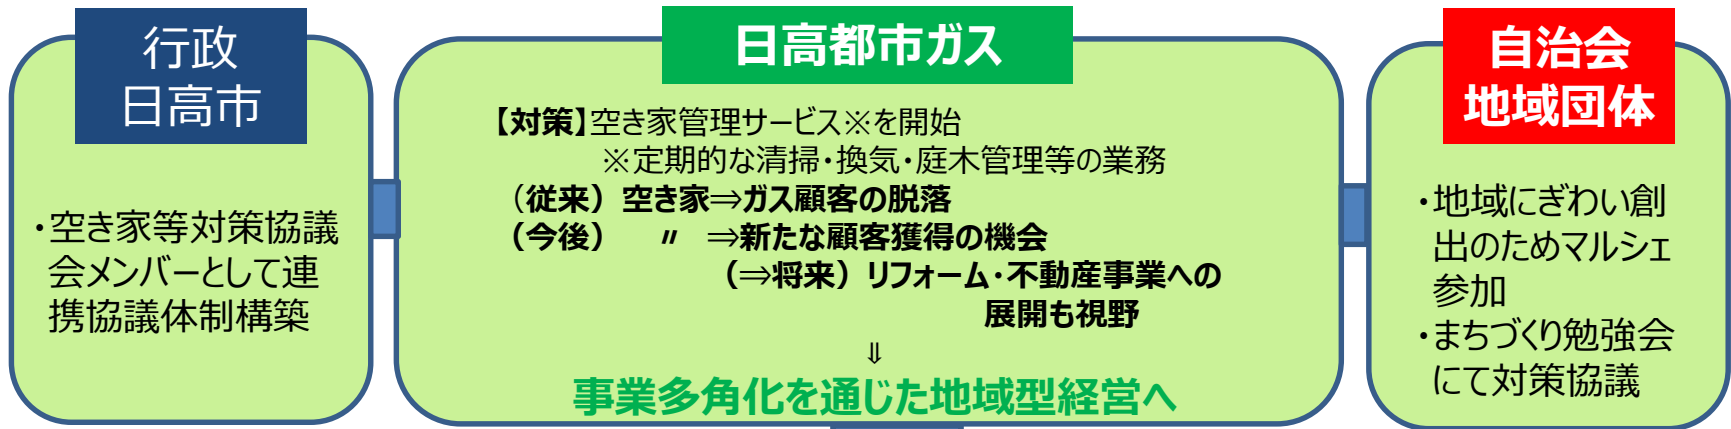 行政
日高市
・空き家等対策協議
会メンバーとして連
携協議体制構築
日高都市ガス
【対策】空き家管理サービス※を開始
※定期的な清掃・換気・庭木管理等の業務
（従来）空き家⇒ガス顧客の脱落
（今後）　〃　⇒新たな顧客獲得の機会
（⇒将来）リフォーム・不動産事業への
展開も視野
⇓
事業多角化を通じた地域型経営へ
自治会
地域団体
・地域にぎわい創
出のためマルシェ
参加
・まちづくり勉強会
にて対策協議